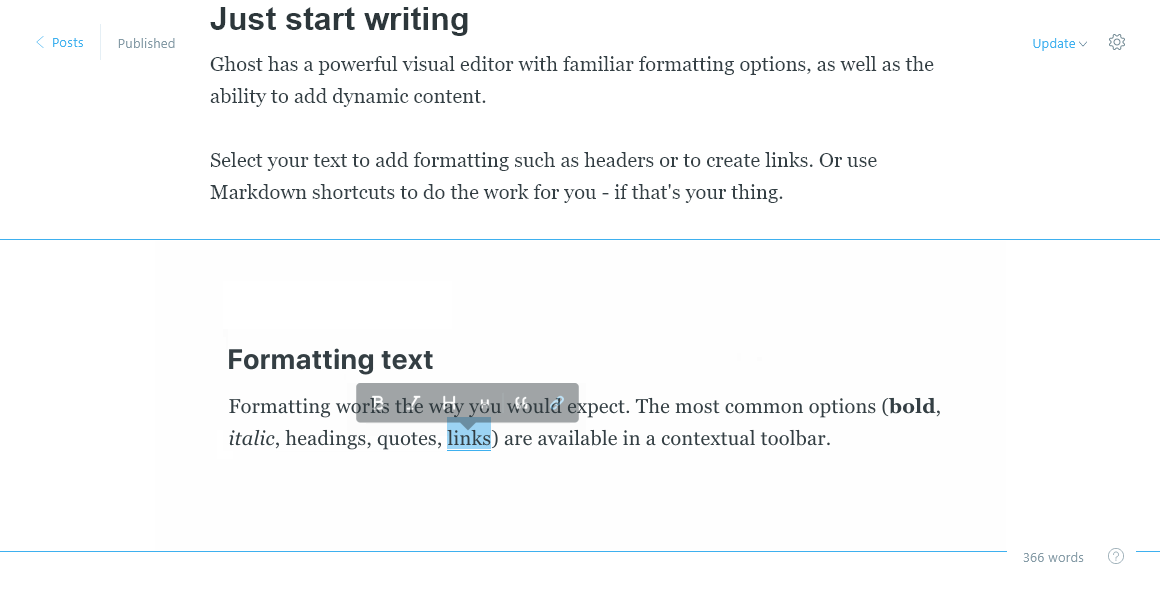 Just start writing
Posts
Published
Update
Ghost has a powerful visual editor with familiar formatting options, as well as the
ability to add dynamic content.
Select your text to add formatting such as headers or to create links. Or use
Markdown shortcuts to do the work for you - if that's your thing.
Formatting text
B I H H “
Formatting works the way you would expect. The most common options (bold,
italic, headings, quotes, links) are available in a contextual toolbar.
366 words
?